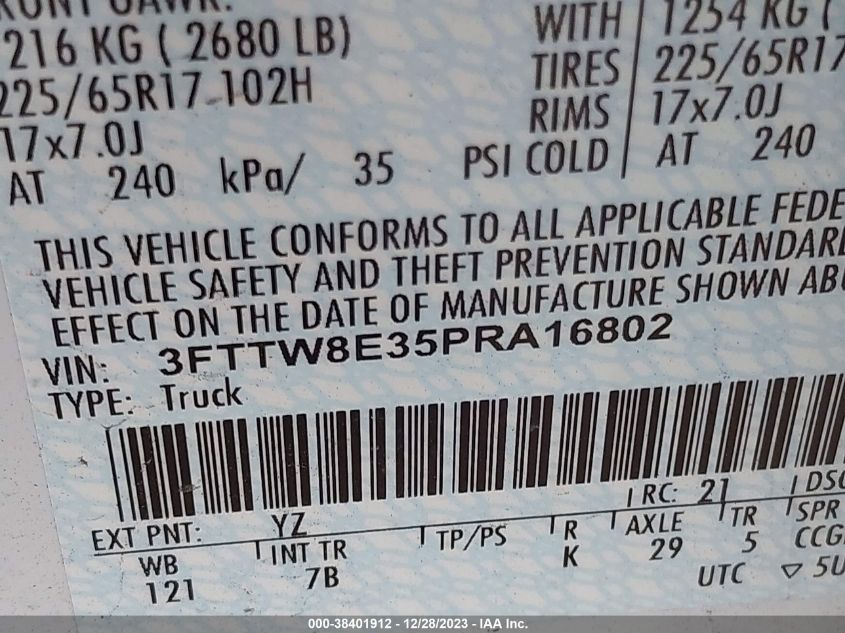 FRONT GAWR:
216 KG ( 2680 LB)
225/65R17 102H
17x7.0J
AT 240 kPa/ 35 PSI COLD
WITH 1254 KG (
TIRES 225/65R17
RIMS 17x7.0J
AT 240
THIS VEHICLE CONFORMS TO ALL APPLICABLE FEDE
VEHICLE SAFETY AND THEFT PREVENTION STANDAR
EFFECT ON THE DATE OF MANUFACTURE SHOWN AB
VIN: 3FTTW8E35PRA16802
TYPE: Truck
EXT PNT: YZ RC: 21 DSO
WB INT TR TP/PS R AXLE TR SPR
121 7B K 29 5 CCG
UTC ▽ 5U
000-38401912 - 12/28/2023 - IAA Inc.